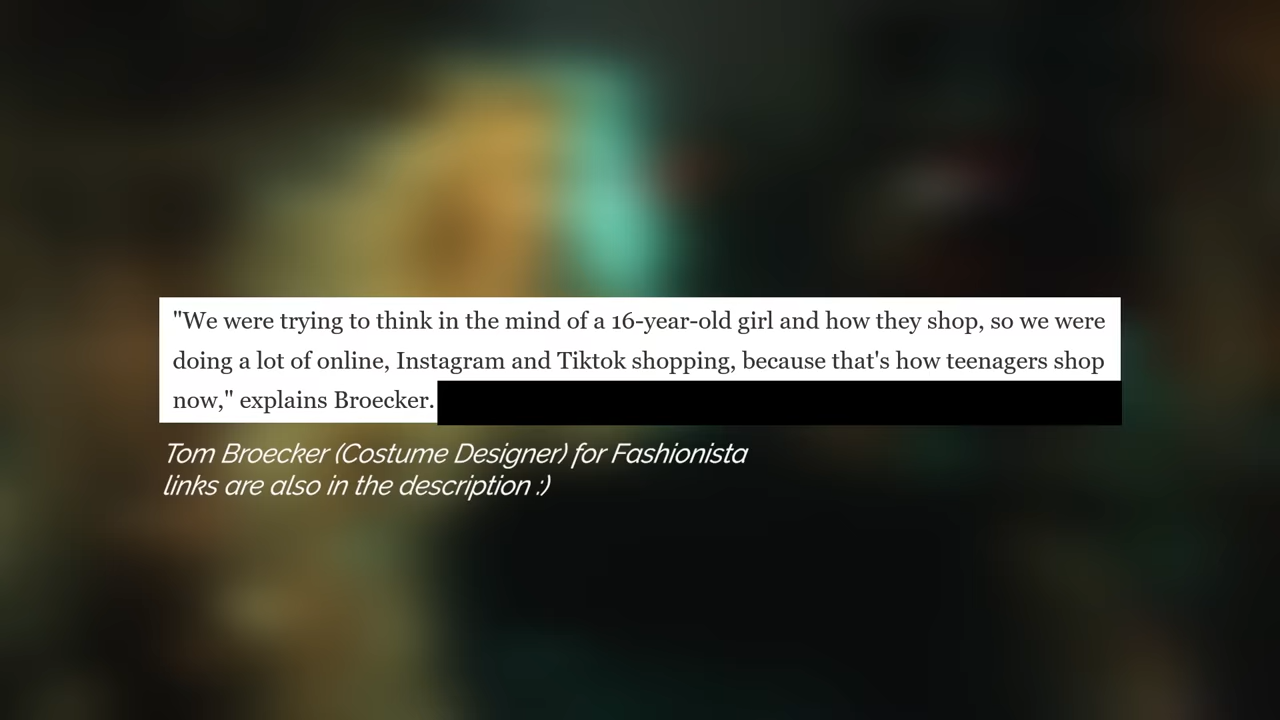 "We were trying to think in the mind of a 16-year-old girl and how they shop, so we were
doing a lot of online, Instagram and Tiktok shopping, because that's how teenagers shop
now," explains Broecker.
Tom Broecker (Costume Designer) for Fashionista
links are also in the description :)